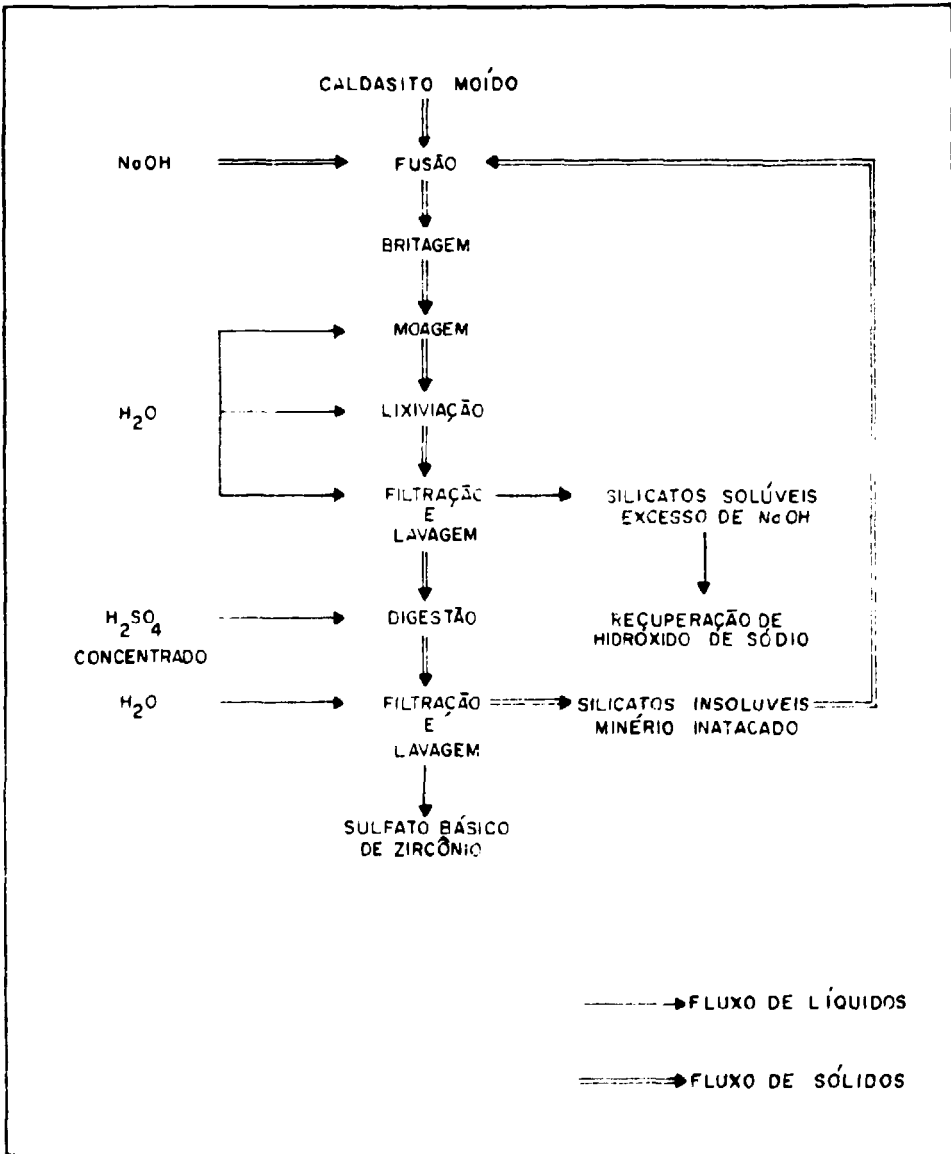 CALDASITO MOÍDO
NaOH
FUSÃO
BRITAGEM
MOAGEM
H2O
LIXIVIAÇÃO
FILTRAÇÃO
E
LAVAGEM
SILICATOS SOLÚVEIS
EXCESSO DE NaOH
H2SO4
CONCENTRADO
DIGESTÃO
RECUPERAÇÃO DE
HIDRÓXIDO DE SÓDIO
H2O
FILTRAÇÃO
E
LAVAGEM
SILICATOS INSOLÚVEIS
MINÉRIO INATACADO
SULFATO BÁSICO
DE ZIRCÔNIO
FLUXO DE LÍQUIDOS
FLUXO DE SÓLIDOS